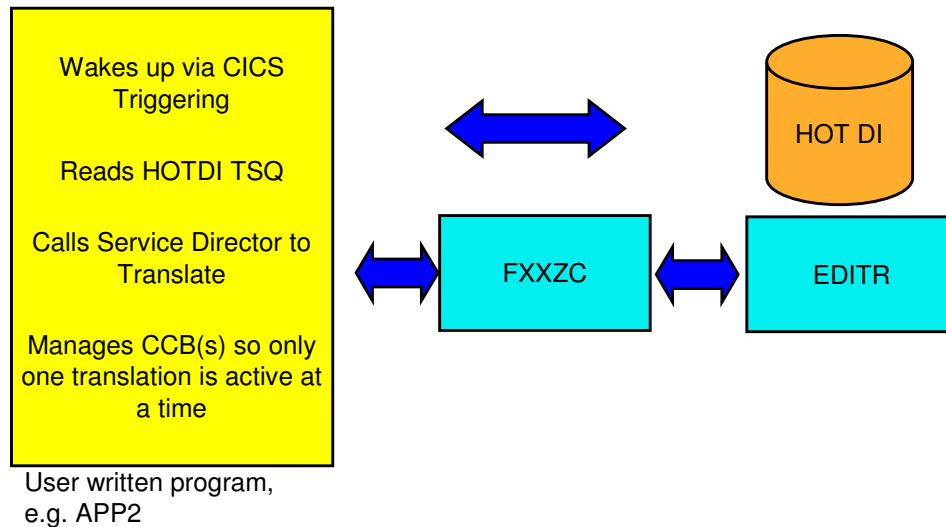 Wakes up via CICS
Triggering
Reads HOTDI TSQ
Calls Service Director to
Translate
Manages CCB(s) so only
one translation is active at
a time
User written program,
e.g. APP2
FXXZC
HOT DI
EDITR